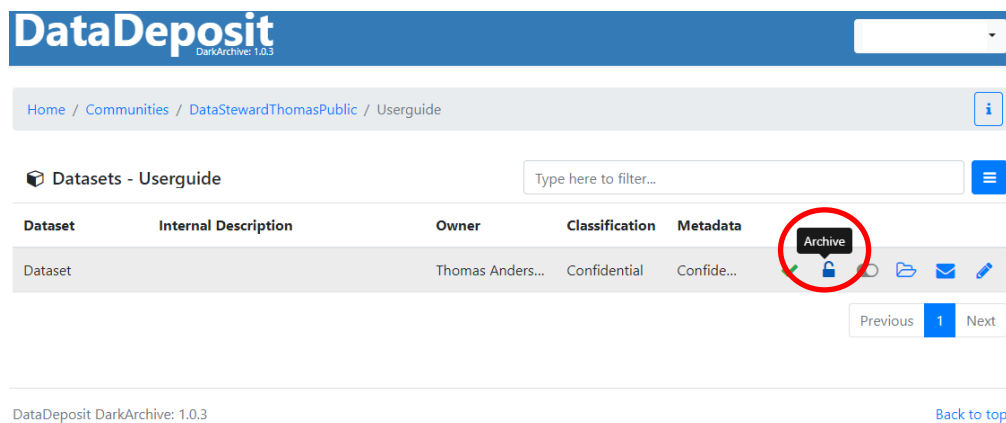 DataDeposit
DarkArchive: 1.0.3
Home / Communities / DataStewardThomasPublic / Userguide
i
Datasets - Userguide
Type here to filter...
Dataset Internal Description Owner Classification Metadata
Archive
Dataset Thomas Anders... Confidential Confide...
Previous 1 Next
DataDeposit DarkArchive: 1.0.3 Back to top